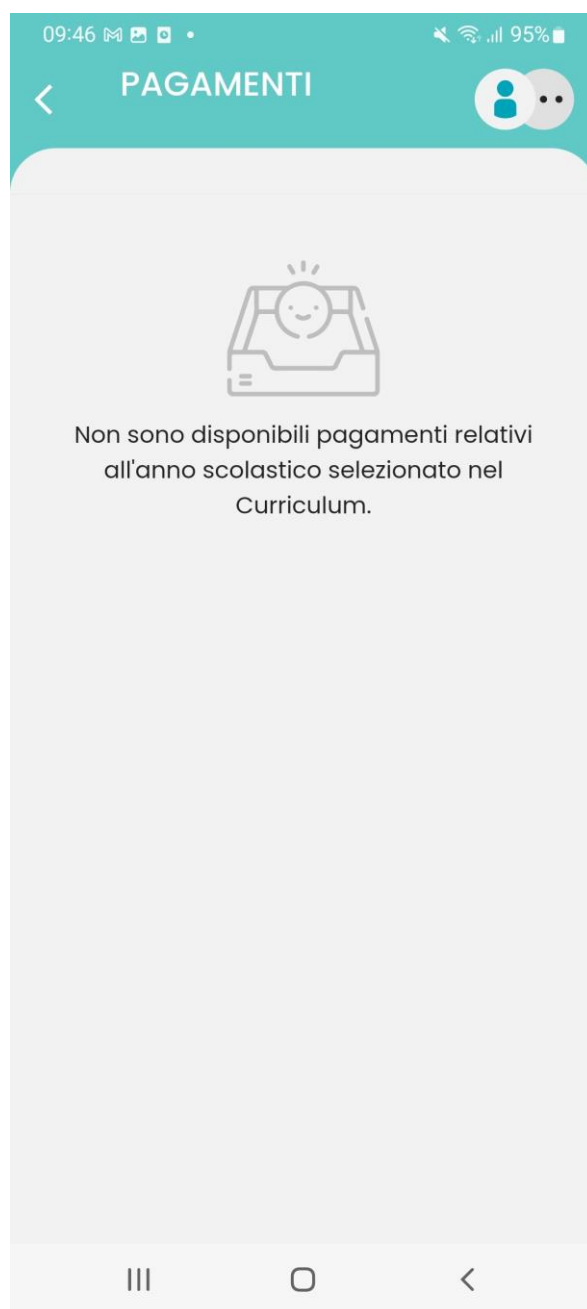 09:46
95%
PAGAMENTI
Non sono disponibili pagamenti relativi
all'anno scolastico selezionato nel
Curriculum.